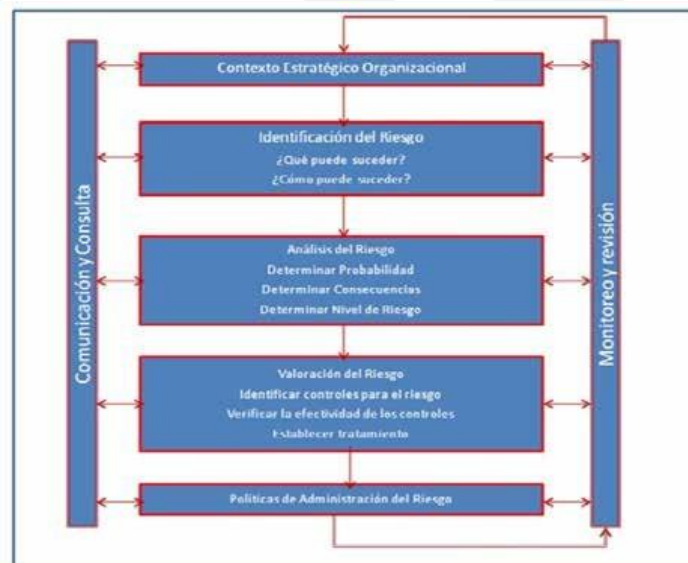 Comunicación y Consulta
Contexto Estratégico Organizacional
Identificación del Riesgo
¿Qué puede suceder?
¿Cómo puede suceder?
Análisis del Riesgo
Determinar Probabilidad
Determinar Consecuencias
Determinar Nivel de Riesgo
Valoración del Riesgo
Identificar controles para el riesgo
Verificar la efectividad de los controles
Establecer tratamiento
Políticas de Administración del Riesgo
Monitoreo y revisión